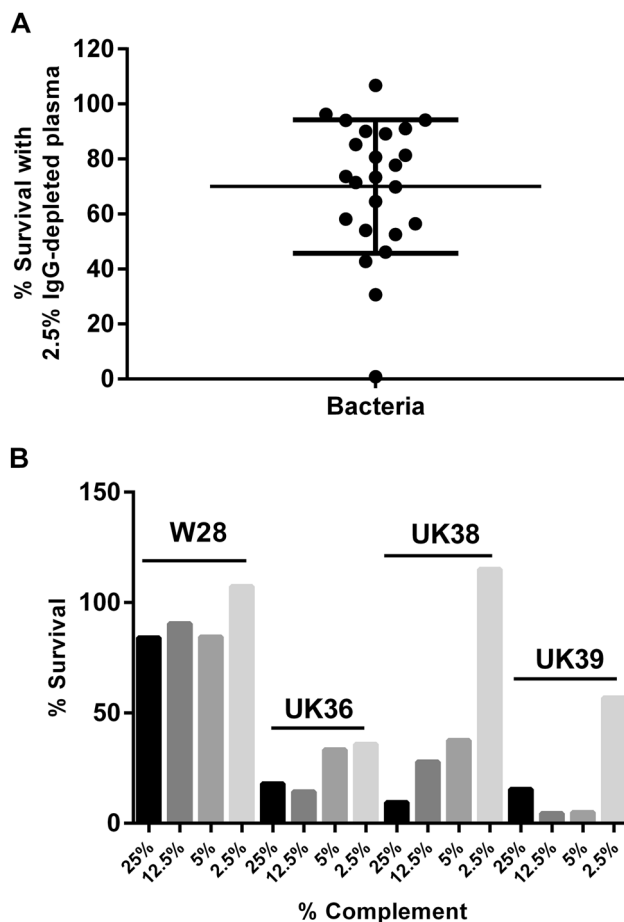 A
% Survival with
2.5% IgG-depleted plasma
120
100
80
60
40
20
0
Bacteria
B
% Survival
150
100
50
0
W28
UK36
UK38
UK39
25% 12.5% 5% 2.5% 25% 12.5% 5% 2.5% 25% 12.5% 5% 2.5% 25% 12.5% 5% 2.5%
% Complement